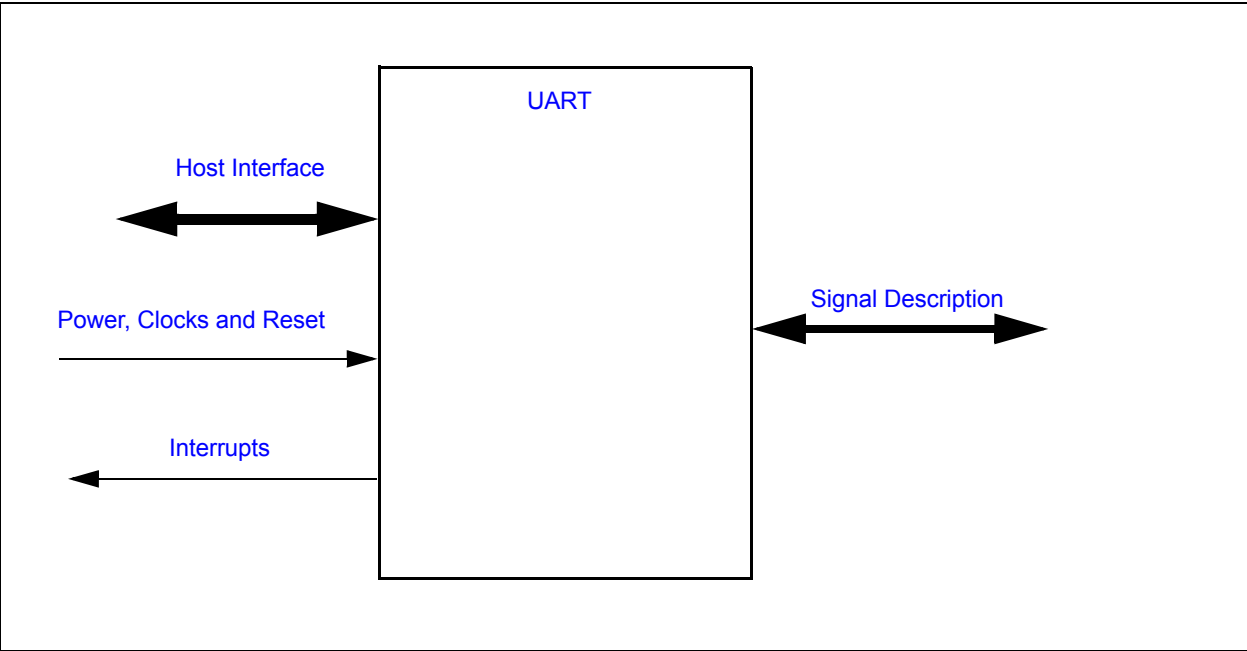 UART
Host Interface
Signal Description
Power, Clocks and Reset
Interrupts